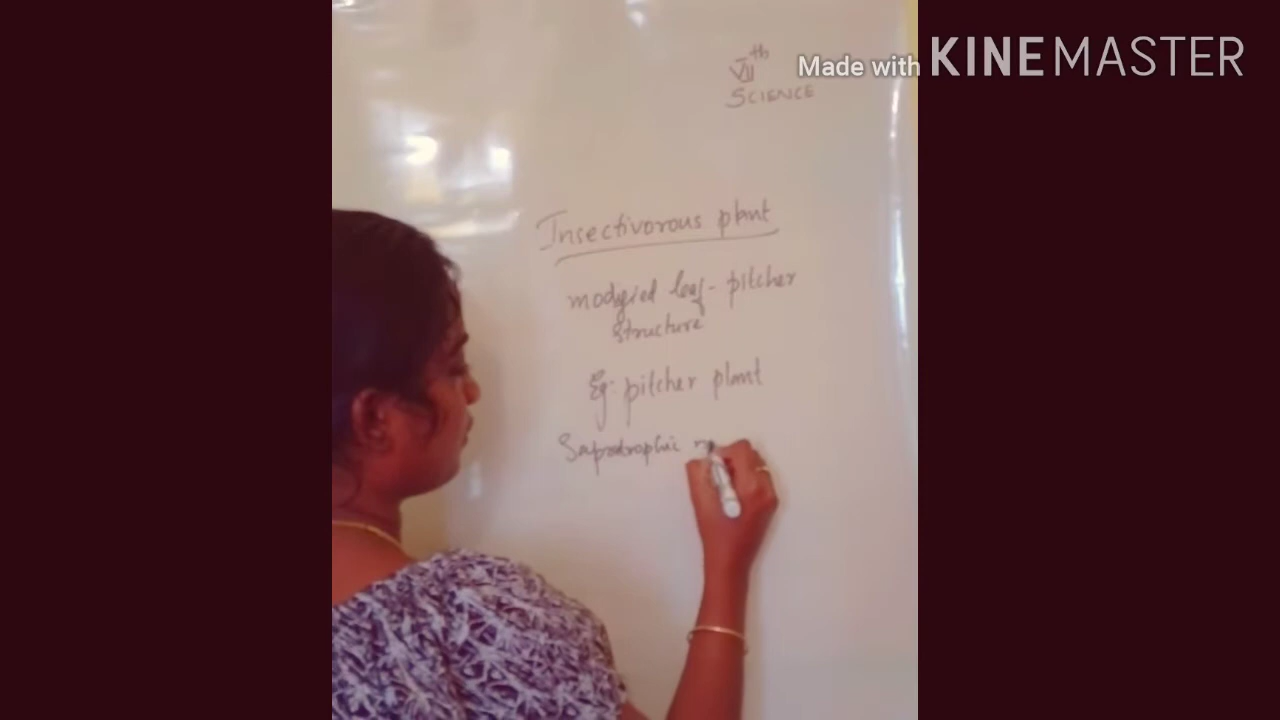 VII th
SCIENCE
Made with KINEMASTER
Insectivorous plant
modified leaf - pitcher
structure
Eg: pitcher plant
Saprotrophic